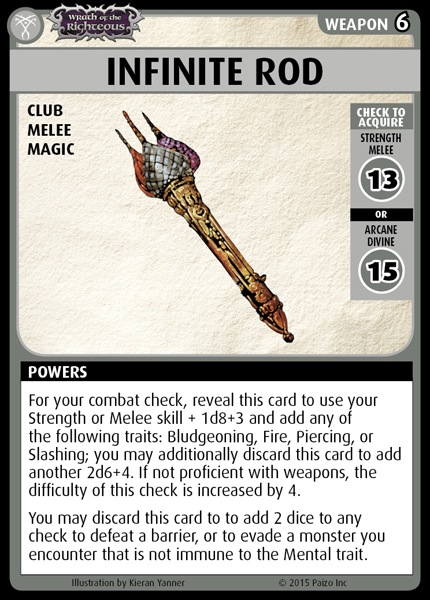 Wrath of the
Righteous
WEAPON 6
INFINITE ROD
CLUB
MELEE
MAGIC
CHECK TO
ACQUIRE
STRENGTH
MELEE
13
OR
ARCANE
DIVINE
15
POWERS
For your combat check, reveal this card to use your
Strength or Melee skill + 1d8+3 and add any of
the following traits: Bludgeoning, Fire, Piercing, or
Slashing; you may additionally discard this card to add
another 2d6+4. If not proficient with weapons, the
difficulty of this check is increased by 4.
You may discard this card to to add 2 dice to any
check to defeat a barrier, or to evade a monster you
encounter that is not immune to the Mental trait.
Illustration by Kieran Yanner © 2015 Paizo Inc